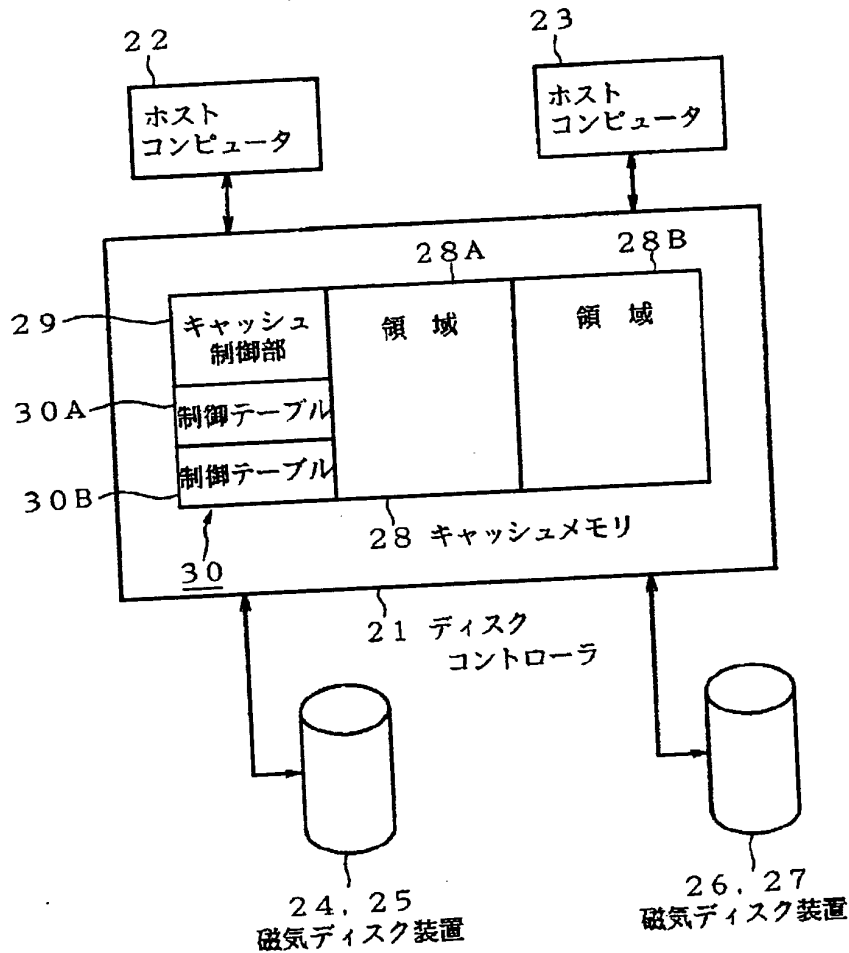 ２２
２３
ホスト
コンピュータ
ホスト
コンピュータ
２８Ａ
２８Ｂ
２９
キャッシュ
制御部
領　域
領　域
３０Ａ
制御テーブル
制御テーブル
３０Ｂ
３０
２８ キャッシュメモリ
２１ ディスク
コントローラ
２４，２５
磁気ディスク装置
２６，２７
磁気ディスク装置